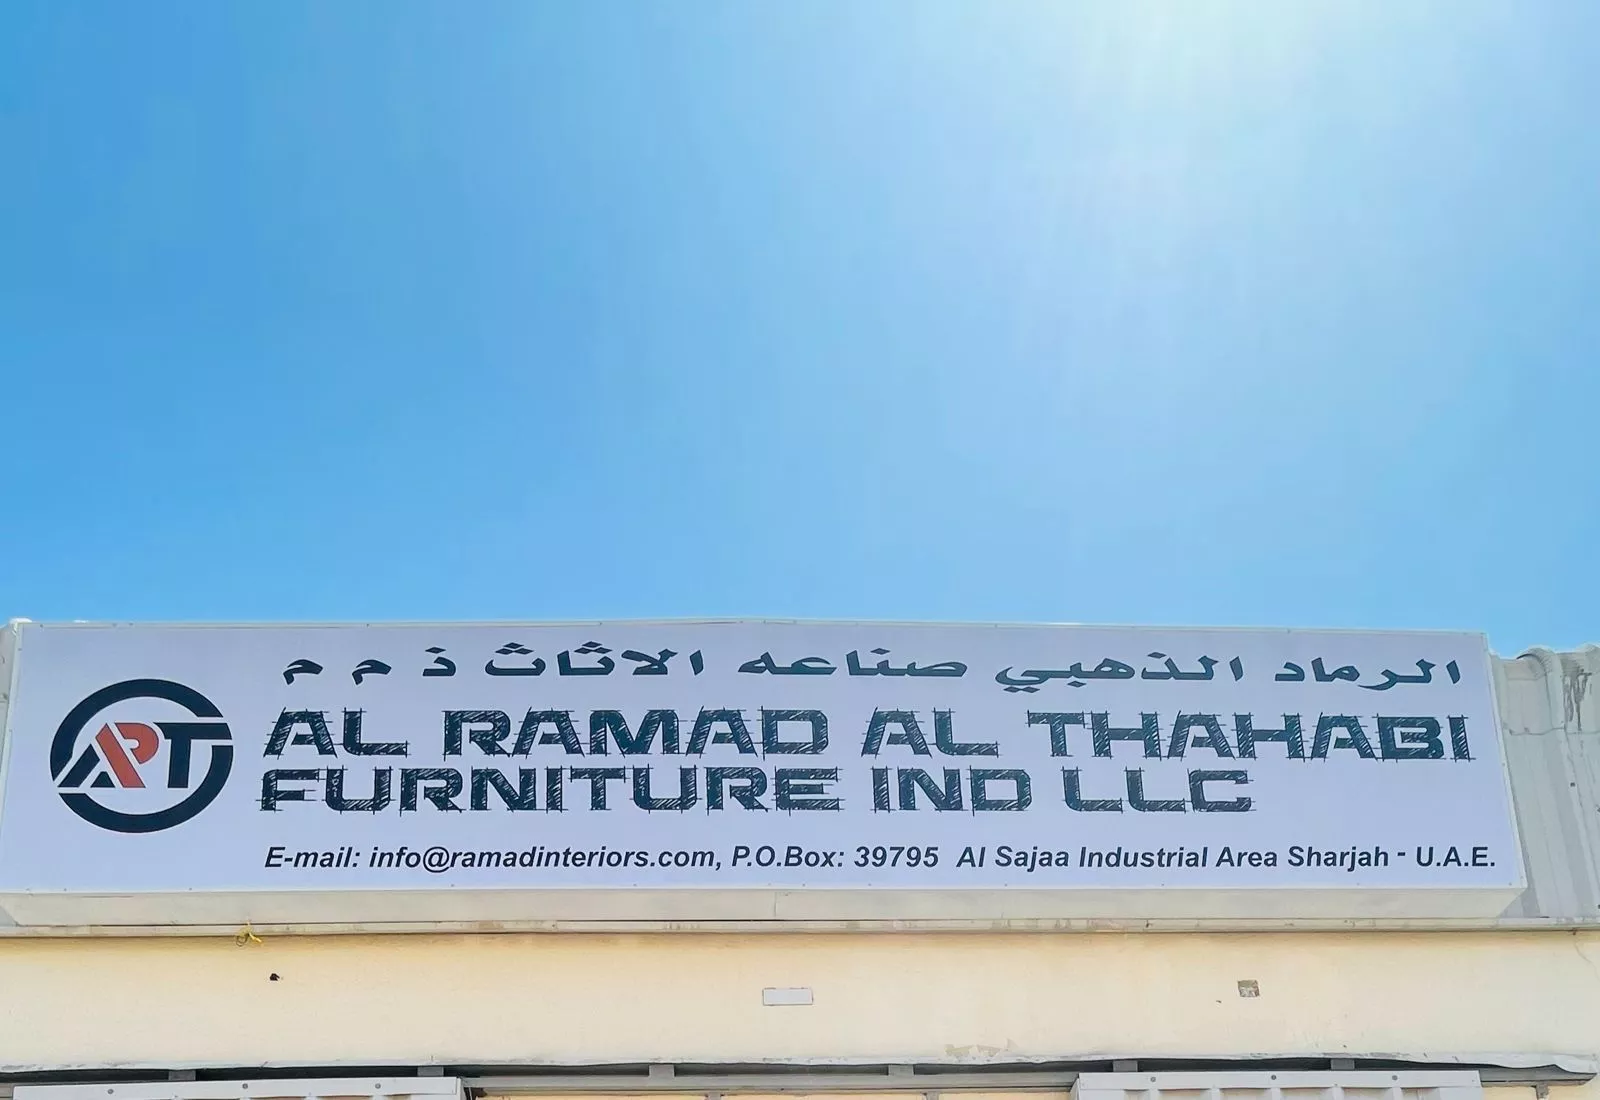 الرماد الذهبي صناعه الاثاث ذ م م
ART
AL RAMAD AL THAHABI
FURNITURE IND LLC
E-mail: info@ramadinteriors.com, P.O.Box: 39795 Al Sajaa Industrial Area Sharjah - U.A.E.